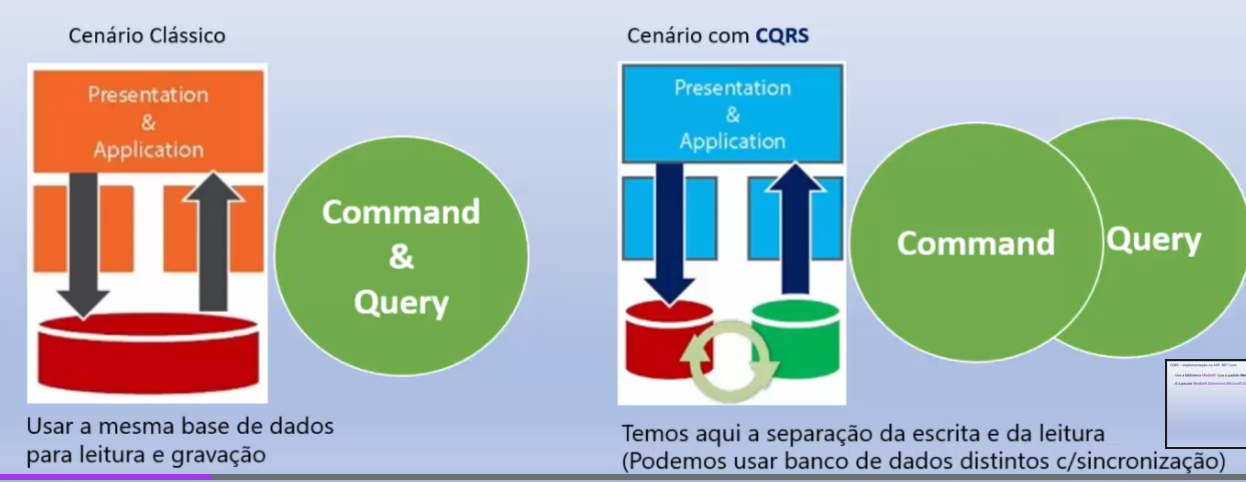 Cenário Clássico
Presentation
&
Application
Command
&
Query
Usar a mesma base de dados
para leitura e gravação
Cenário com CQRS
Presentation
&
Application
Command
Query
Temos aqui a separação da escrita e da leitura
(Podemos usar banco de dados distintos c/sincronização)